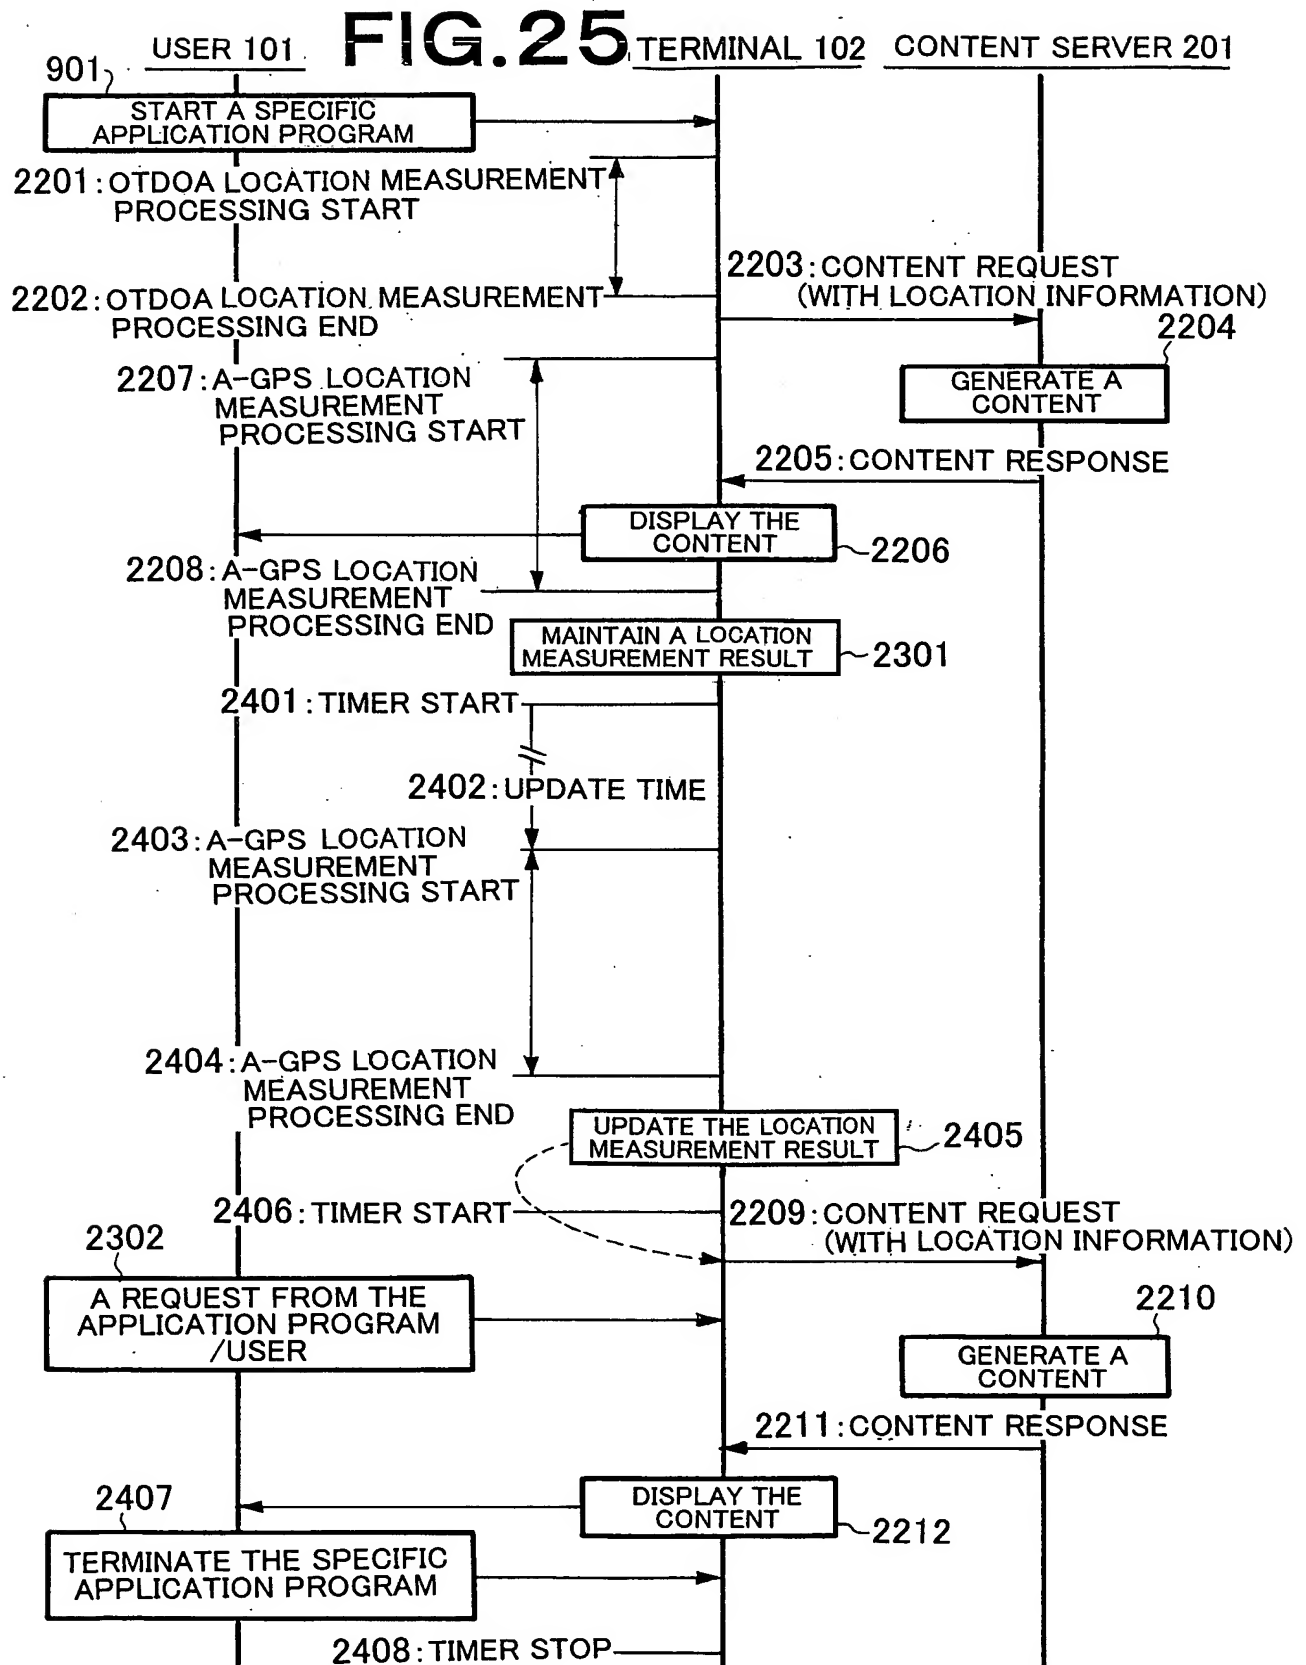 FIG.25
USER 101
TERMINAL 102
CONTENT SERVER 201
901
START A SPECIFIC
APPLICATION PROGRAM
2201:OTDOA LOCATION MEASUREMENT
PROCESSING START
2202:OTDOA LOCATION MEASUREMENT
PROCESSING END
2203:CONTENT REQUEST
(WITH LOCATION INFORMATION)
2204
GENERATE A
CONTENT
2207:A-GPS LOCATION
MEASUREMENT
PROCESSING START
2205:CONTENT RESPONSE
DISPLAY THE
CONTENT
2206
2208:A-GPS LOCATION
MEASUREMENT
PROCESSING END
MAINTAIN A LOCATION
MEASUREMENT RESULT
2301
2401:TIMER START
2402:UPDATE TIME
2403:A-GPS LOCATION
MEASUREMENT
PROCESSING START
2404:A-GPS LOCATION
MEASUREMENT
PROCESSING END
UPDATE THE LOCATION
MEASUREMENT RESULT
2405
2406:TIMER START
2209:CONTENT REQUEST
(WITH LOCATION INFORMATION)
2302
A REQUEST FROM THE
APPLICATION PROGRAM
/USER
2210
GENERATE A
CONTENT
2211:CONTENT RESPONSE
DISPLAY THE
CONTENT
2212
2407
TERMINATE THE SPECIFIC
APPLICATION PROGRAM
2408:TIMER STOP